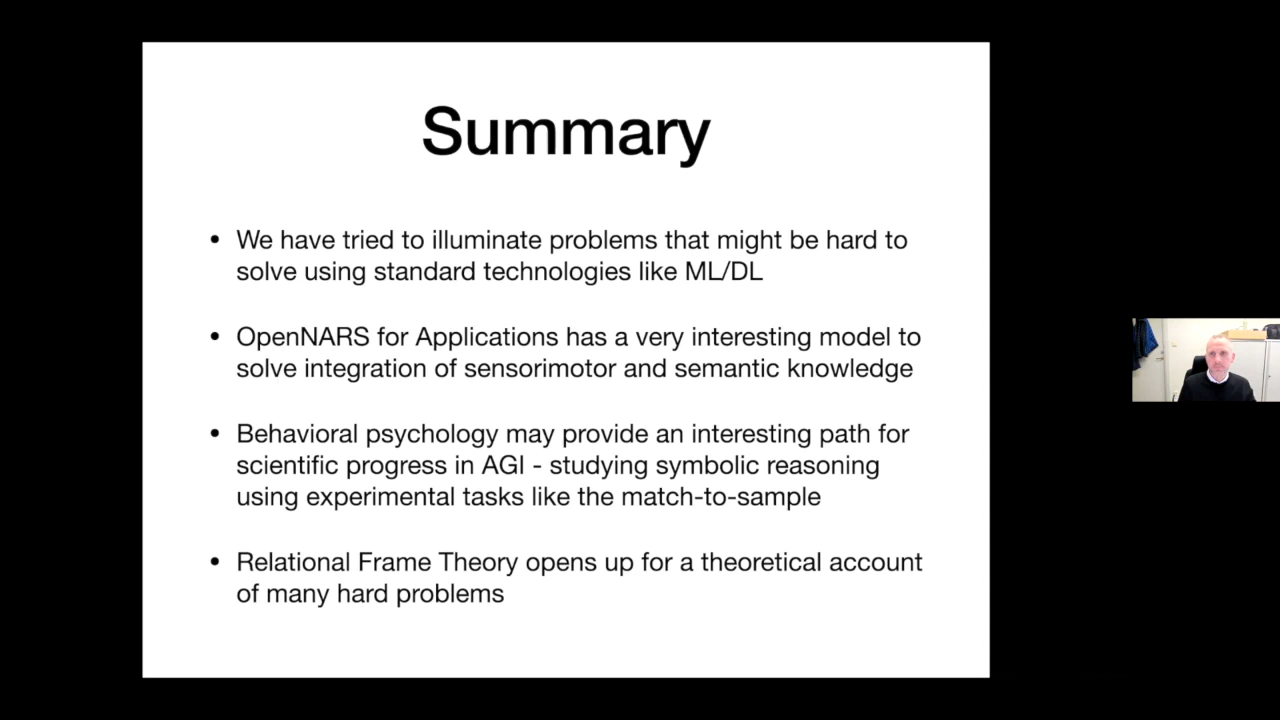 Summary
• We have tried to illuminate problems that might be hard to
solve using standard technologies like ML/DL
• OpenNARS for Applications has a very interesting model to
solve integration of sensorimotor and semantic knowledge
• Behavioral psychology may provide an interesting path for
scientific progress in AGI - studying symbolic reasoning
using experimental tasks like the match-to-sample
• Relational Frame Theory opens up for a theoretical account
of many hard problems